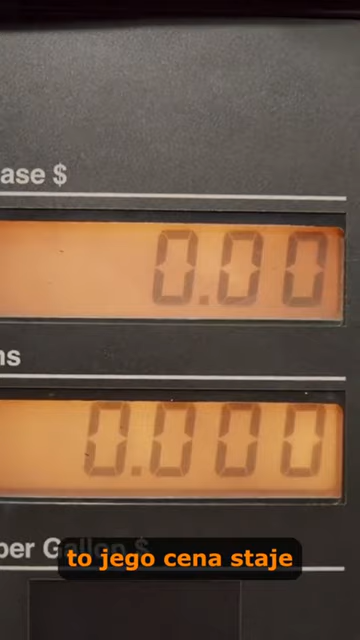 ase $
0.00
ns
0.000
per Gallon $
to jego cena staje